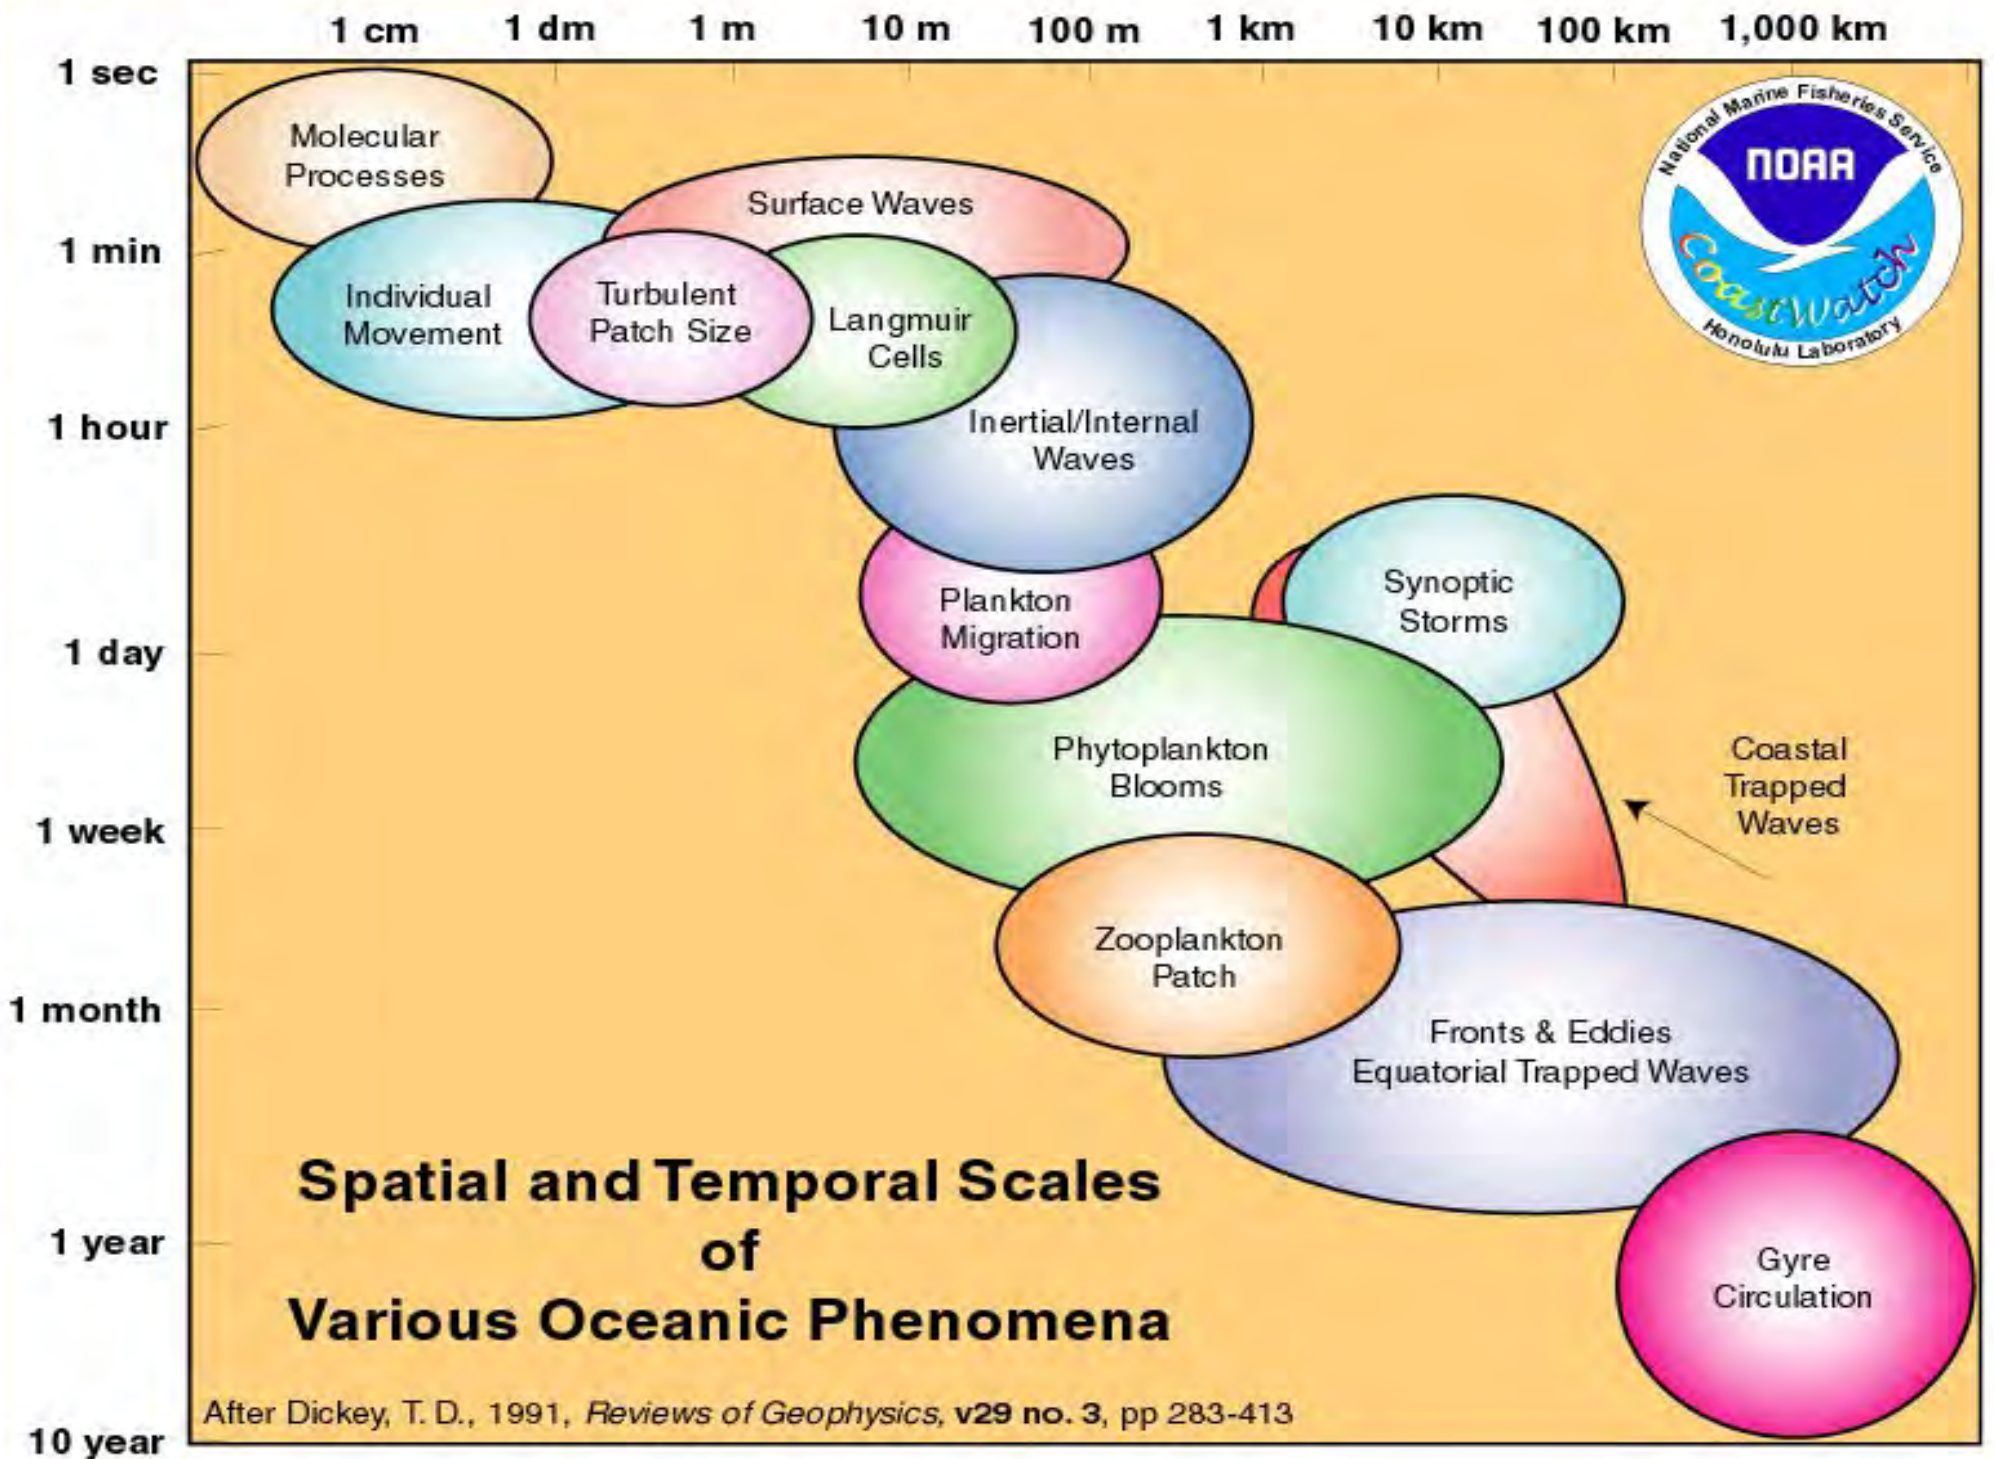 1 cm 1 dm 1 m 10 m 100 m 1 km 10 km 100 km 1,000 km
1 sec
1 min
1 hour
1 day
1 week
1 month
1 year
10 year
Molecular
Processes
Surface Waves
Individual
Movement
Turbulent
Patch Size
Langmuir
Cells
Inertial/Internal
Waves
Plankton
Migration
Synoptic
Storms
Phytoplankton
Blooms
Coastal
Trapped
Waves
Zooplankton
Patch
Fronts & Eddies
Equatorial Trapped Waves
Gyre
Circulation
National Marine Fisheries Service
NOAA
CoastWatch
Honolulu Laboratory
Spatial and Temporal Scales
of
Various Oceanic Phenomena
After Dickey, T. D., 1991, Reviews of Geophysics, v29 no. 3, pp 283-413